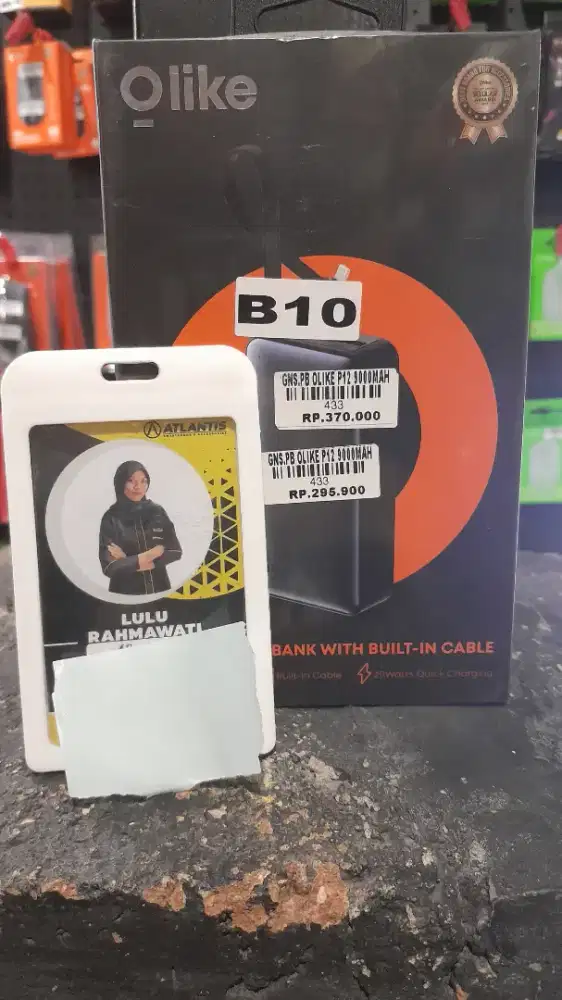 Olike
B10
GNS.PB OLIKE P12 9000MAH
433
RP.370.000
GNS.PB OLIKE P12 9000MAH
433
RP.295.900
BANK WITH BUILT-IN CABLE
Built-In Cable
25Watts Quick Charging
ATLANTIS
LULU
RAHMAWATI